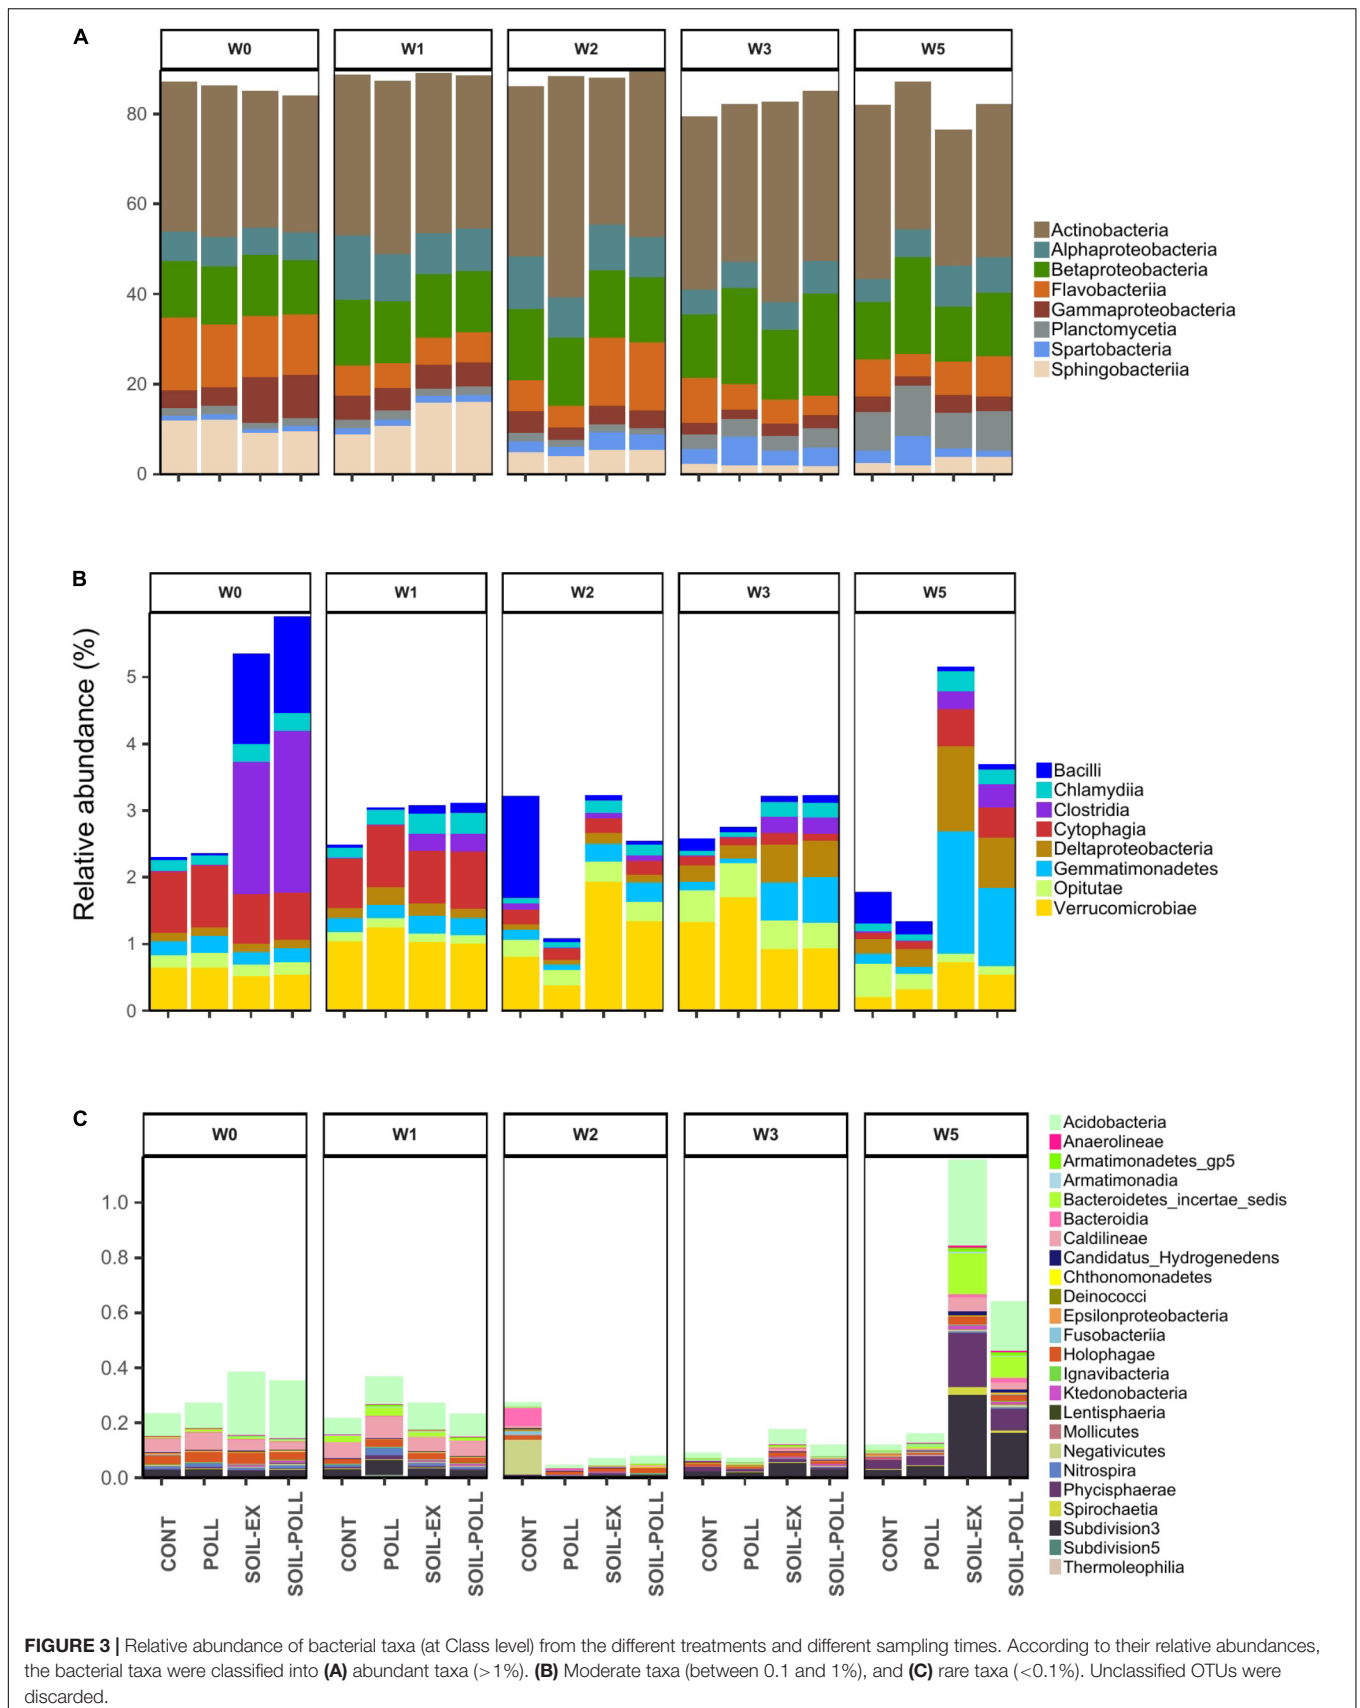 A
W0 W1 W2 W3 W5
80
60
40
20
0
Actinobacteria
Alphaproteobacteria
Betaproteobacteria
Flavobacteriia
Gammaproteobacteria
Planctomycetia
Spartobacteria
Sphingobacteriia
B
W0 W1 W2 W3 W5
Relative abundance (%)
5
4
3
2
1
0
Bacilli
Chlamydiia
Clostridia
Cytophagia
Deltaproteobacteria
Gemmatimonadetes
Opitutae
Verrucomicrobiae
C
W0 W1 W2 W3 W5
1.0
0.8
0.6
0.4
0.2
0.0
Acidobacteria
Anaerolineae
Armatimonadetes_gp5
Armatimonadia
Bacteroidetes_incertae_sedis
Bacteroidia
Caldilineae
Candidatus_Hydrogenedens
Chthonomonadetes
Deinococci
Epsilonproteobacteria
Fusobacteriia
Holophagae
Ignavibacteria
Ktedonobacteria
Lentisphaeria
Mollicutes
Negativicutes
Nitrospira
Phycisphaerae
Spirochaetia
Subdivision3
Subdivision5
Thermoleophilia
CONT POLL SOIL-EX SOIL-POLL CONT POLL SOIL-EX SOIL-POLL CONT POLL SOIL-EX SOIL-POLL CONT POLL SOIL-EX SOIL-POLL CONT POLL SOIL-EX SOIL-POLL
FIGURE 3 | Relative abundance of bacterial taxa (at Class level) from the different treatments and different sampling times. According to their relative abundances,
the bacterial taxa were classified into (A) abundant taxa (>1%). (B) Moderate taxa (between 0.1 and 1%), and (C) rare taxa (<0.1%). Unclassified OTUs were
discarded.